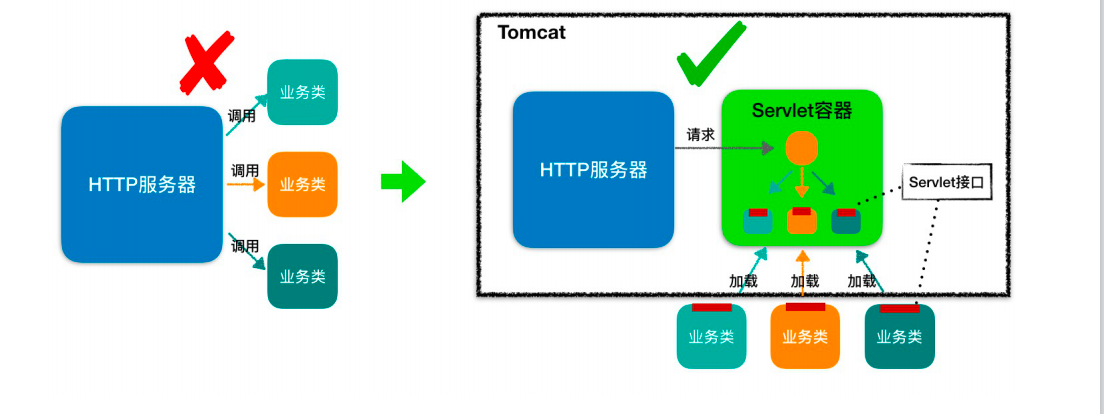 Tomcat
业务类
调用
HTTP服务器
调用
业务类
调用
业务类
HTTP服务器
请求
Servlet容器
Servlet接口
加载
加载
加载
业务类
业务类
业务类